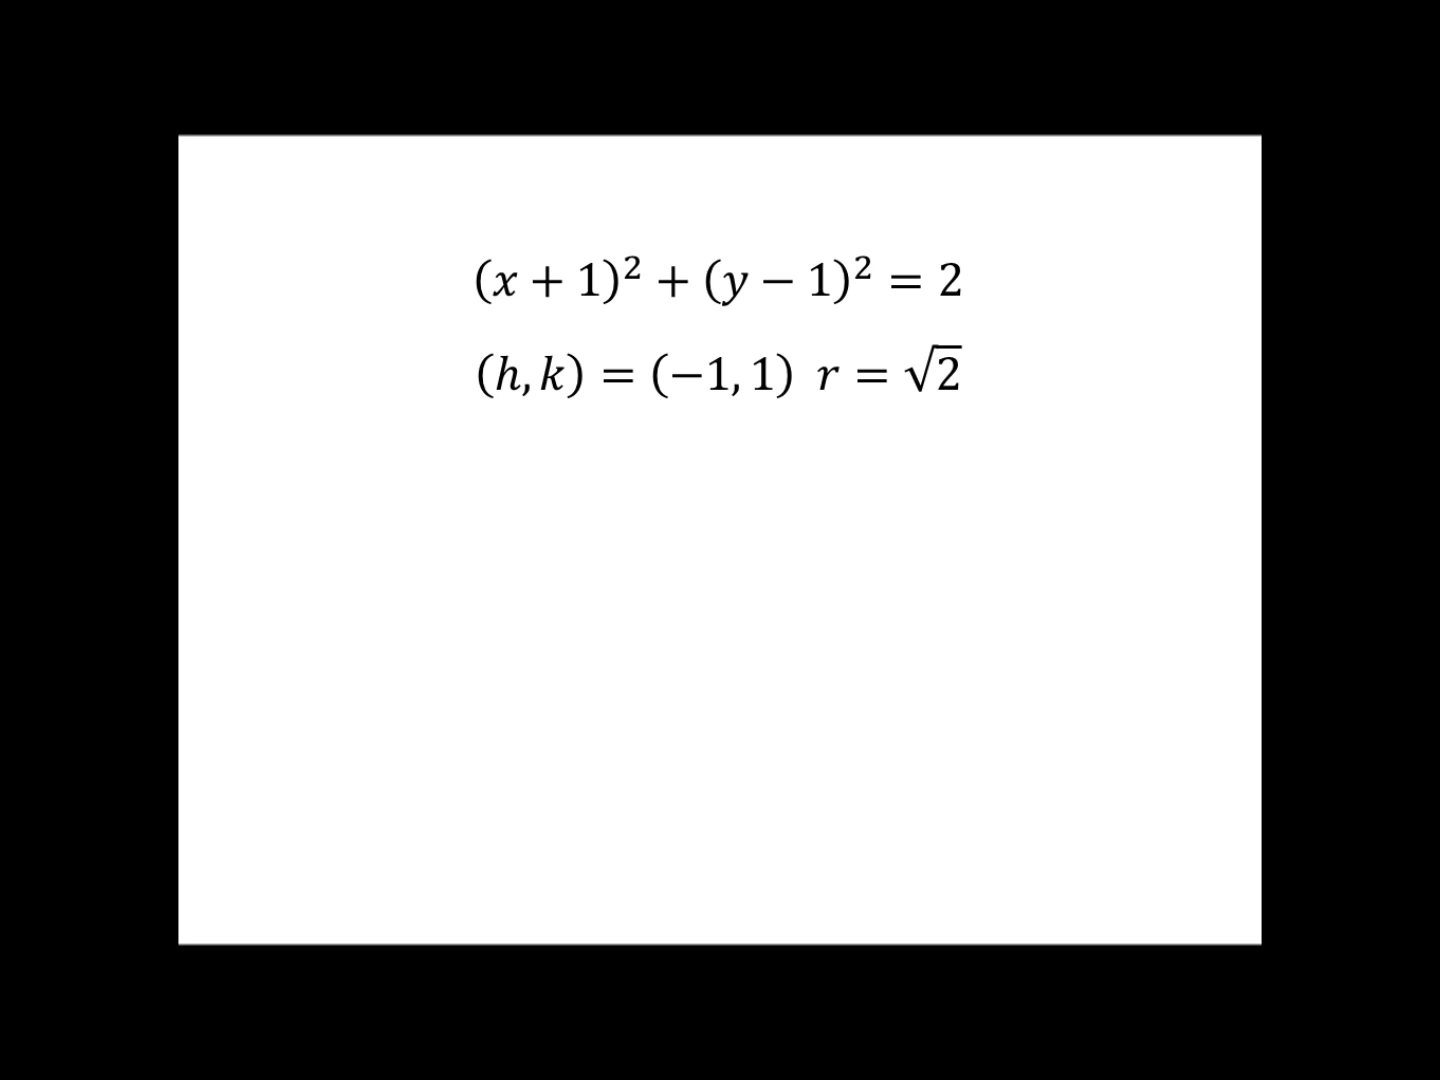 (x + 1)² + (y − 1)² = 2
(h, k) = (−1, 1) r = √2